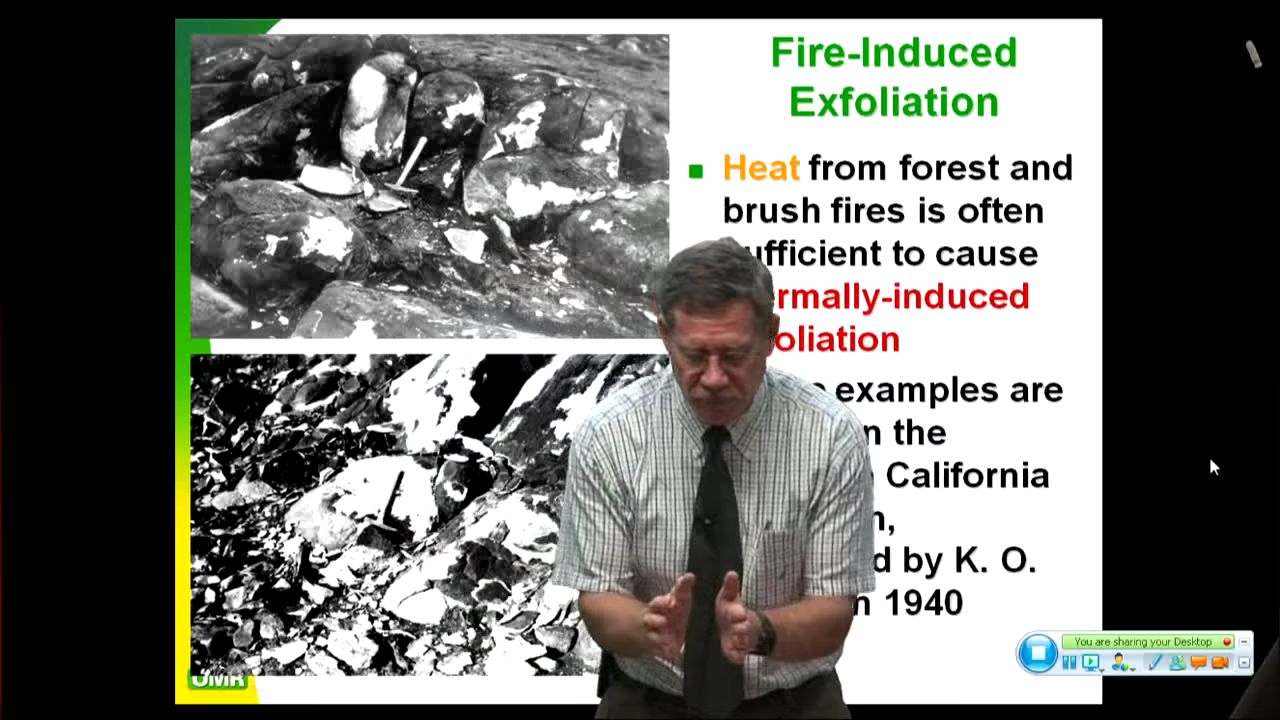 Fire-Induced
Exfoliation
Heat from forest and
brush fires is often
ufficient to cause
ermally-induced
oliation
examples are
n the
California
n,
d by K. O.
n 1940
UMR
You are sharing your Desktop